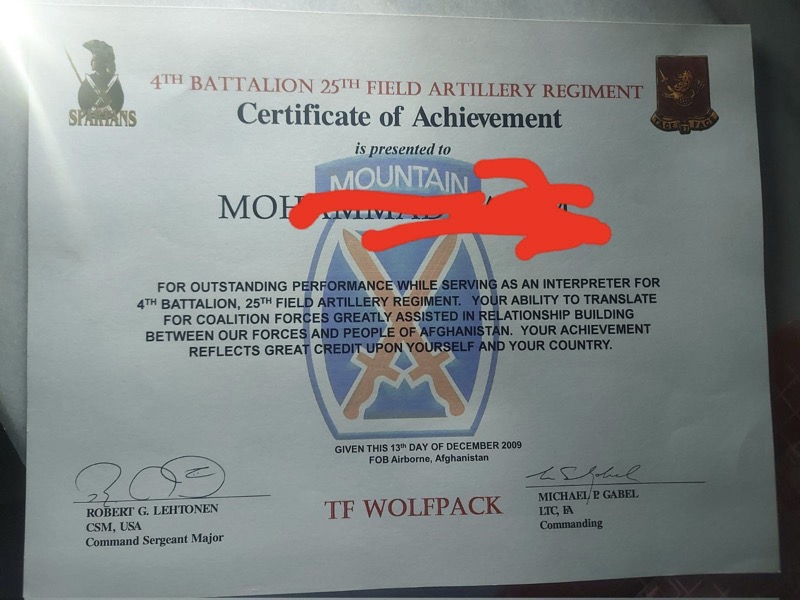 SPARTANS
4TH BATTALION 25TH FIELD ARTILLERY REGIMENT
FACE TO FACE
Certificate of Achievement
is presented to
MOUNTAIN
MOHAMMAD
FOR OUTSTANDING PERFORMANCE WHILE SERVING AS AN INTERPRETER FOR
4TH BATTALION, 25TH FIELD ARTILLERY REGIMENT. YOUR ABILITY TO TRANSLATE
FOR COALITION FORCES GREATLY ASSISTED IN RELATIONSHIP BUILDING
BETWEEN OUR FORCES AND PEOPLE OF AFGHANISTAN. YOUR ACHIEVEMENT
REFLECTS GREAT CREDIT UPON YOURSELF AND YOUR COUNTRY.
GIVEN THIS 13th DAY OF DECEMBER 2009
FOB Airborne, Afghanistan
ROBERT G. LEHTONEN
CSM, USA
Command Sergeant Major
TF WOLFPACK
MICHAEL P. GABEL
LTC, FA
Commanding